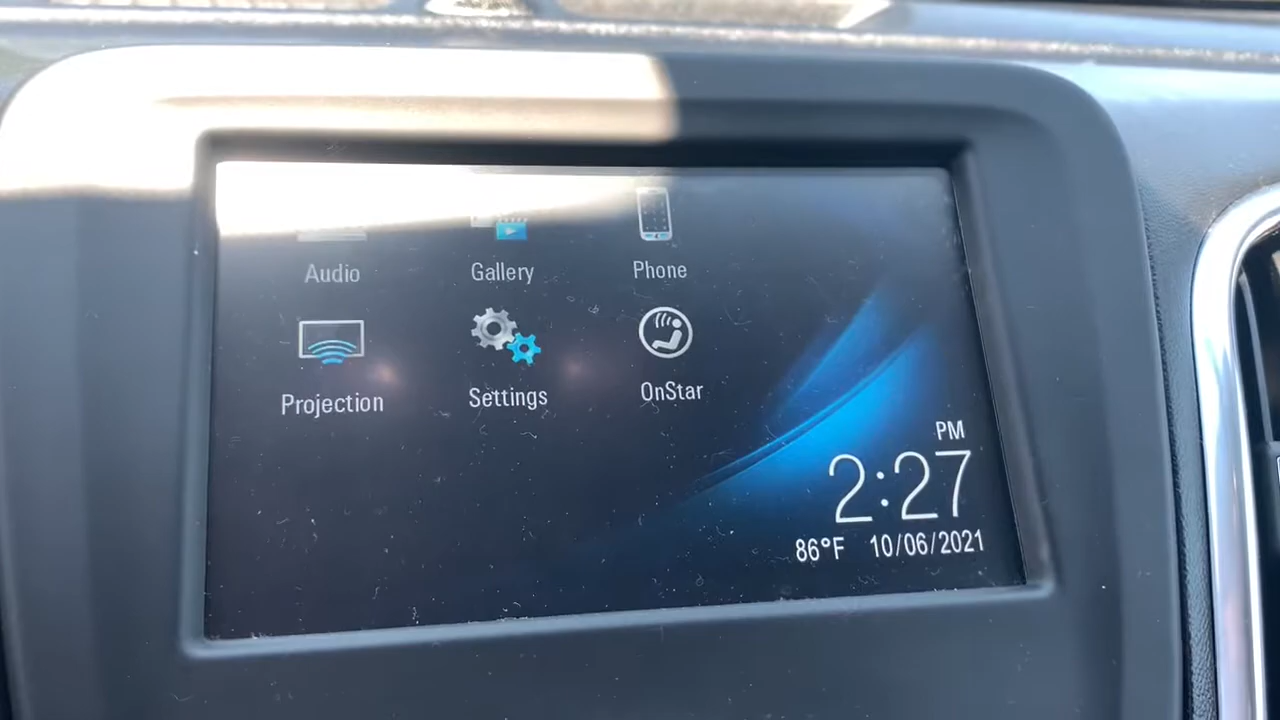 Audio Gallery Phone
Projection Settings OnStar
PM
2:27
86°F 10/06/2021